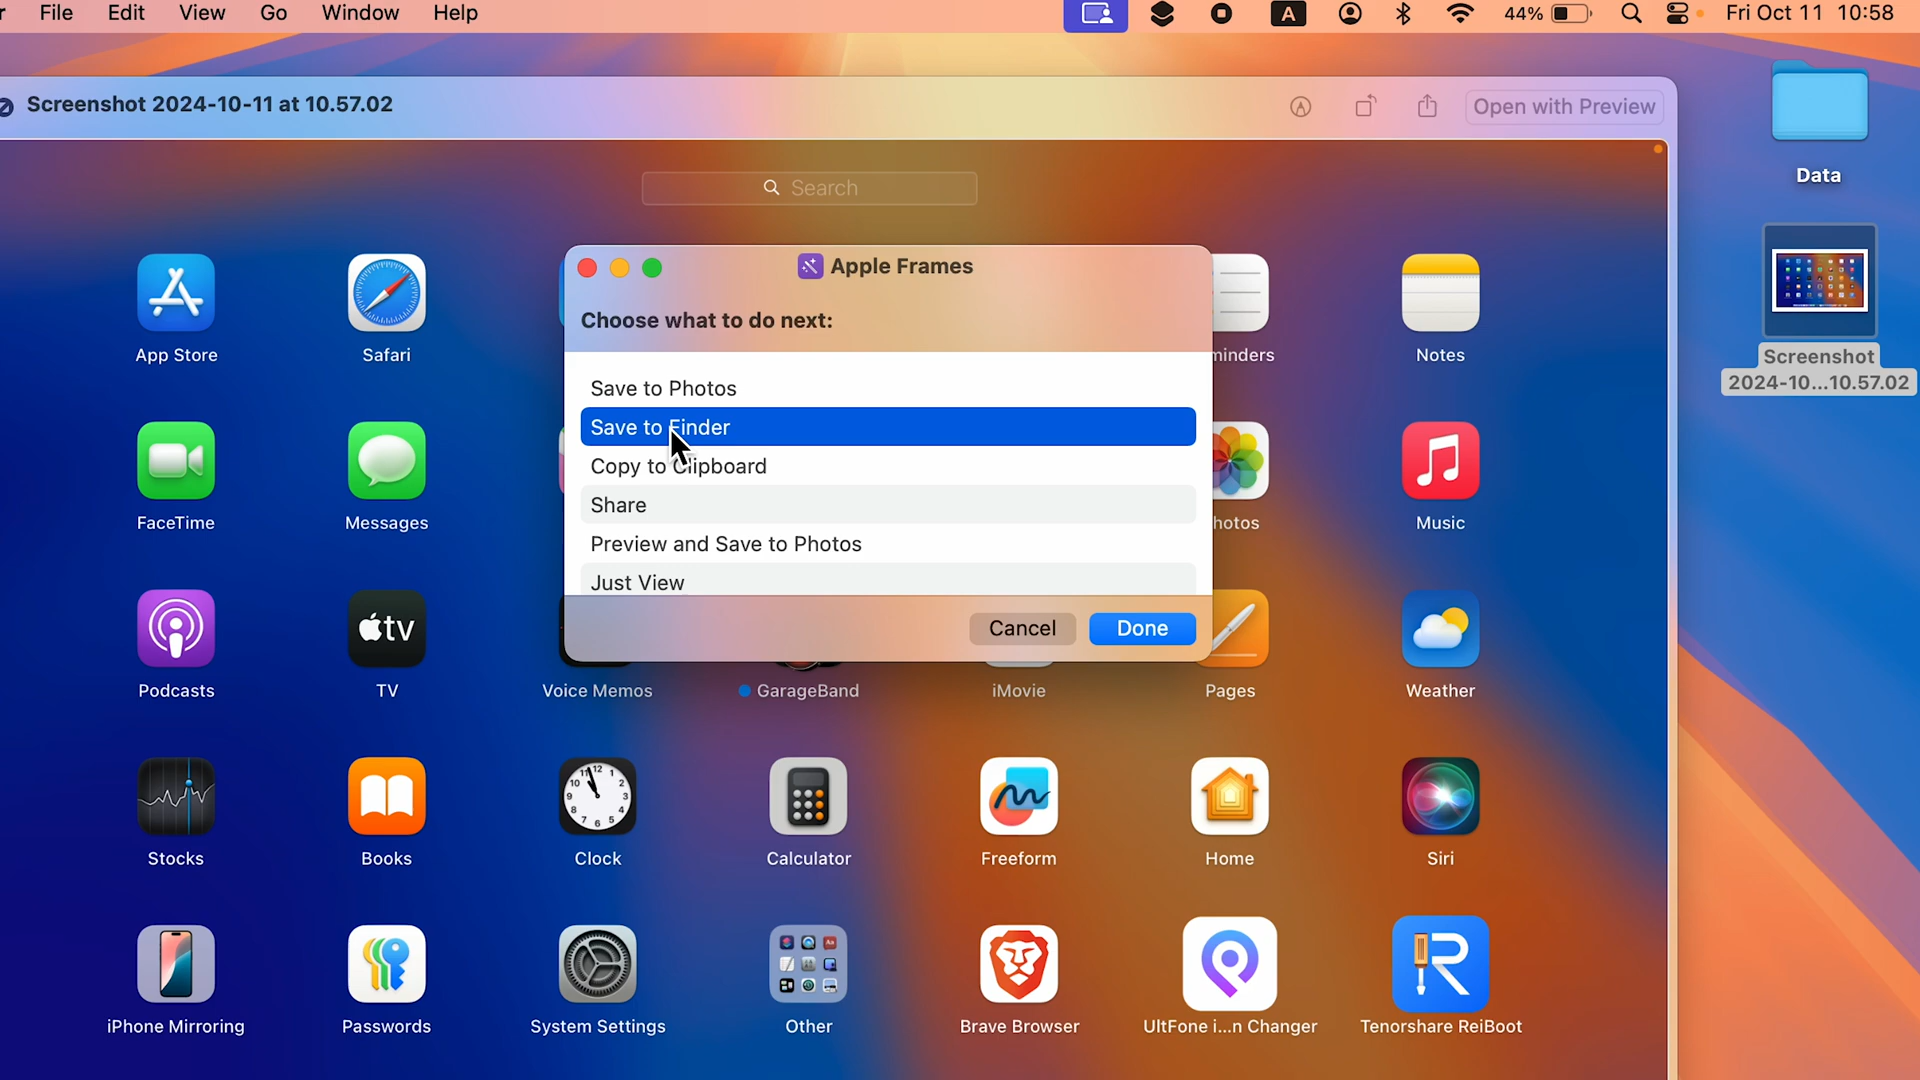 File Edit View Go Window Help A 44% Fri Oct 11 10:58
Screenshot 2024-10-11 at 10.57.02 Open with Preview
Search
Data
Apple Frames
Choose what to do next:
Save to Photos
Save to Finder
Copy to Clipboard
Share
Preview and Save to Photos
Just View
Cancel Done
Screenshot
2024-10...10.57.02
App Store Safari minders Notes
FaceTime Messages hotos Music
tv
Podcasts TV Voice Memos GarageBand iMovie Pages Weather
Stocks Books Clock Calculator Freeform Home Siri
iPhone Mirroring Passwords System Settings Other Brave Browser UltFone i...n Changer Tenorshare ReiBoot